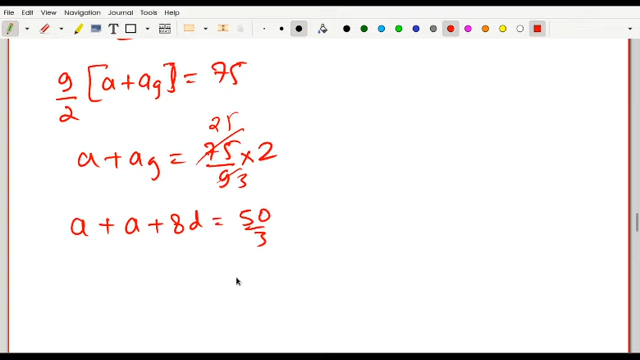 File Edit View Navigation Journal Tools Help
9/2 [a + a₉] = 75
a + a₉ = 75/9 × 2
25
3
a + a + 8d = 50/3